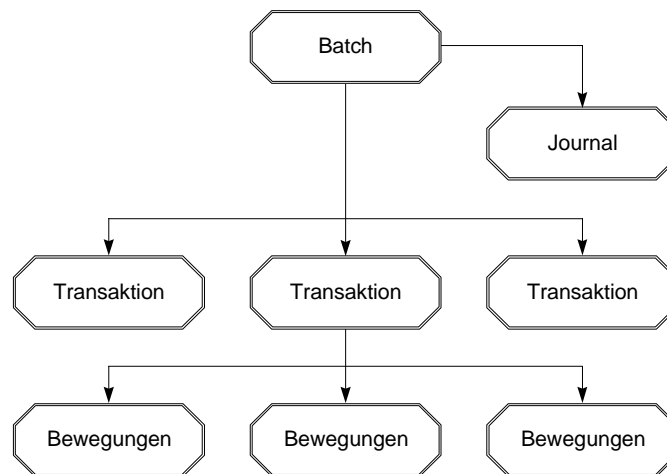 Batch
Journal
Transaktion
Transaktion
Transaktion
Bewegungen
Bewegungen
Bewegungen